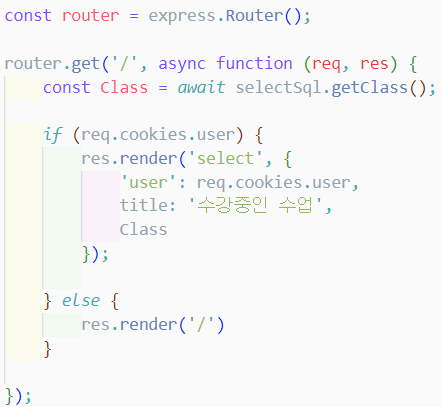 const router = express.Router();
router.get('/', async function (req, res) {
    const Class = await selectSql.getClass();
    if (req.cookies.user) {
        res.render('select', {
            'user': req.cookies.user,
            title: '수강중인 수업',
            Class
        });
    } else {
        res.render('/')
    }
});